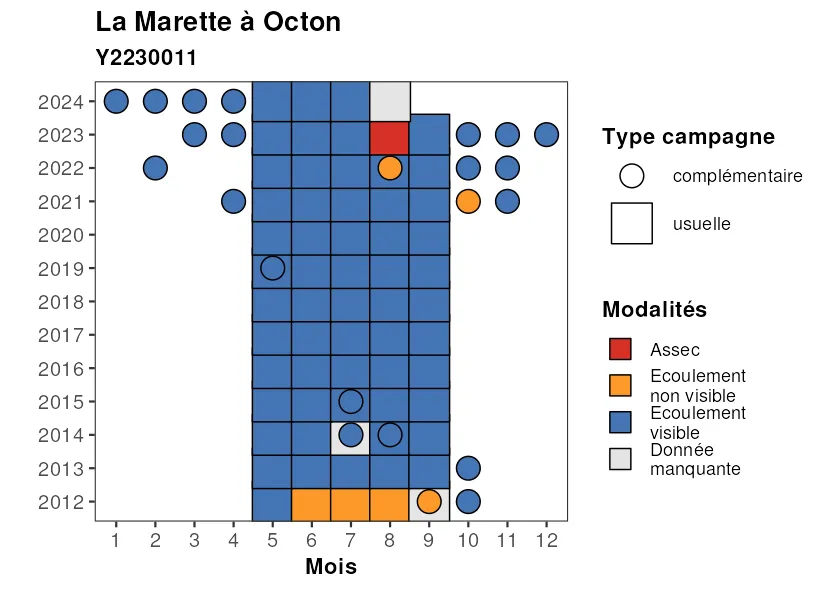 La Marette à Octon
Y2230011
2024
2023
2022
2021
2020
2019
2018
2017
2016
2015
2014
2013
2012
1 2 3 4 5 6 7 8 9 10 11 12
Mois
Type campagne
complémentaire
usuelle
Modalités
Assec
Ecoulement
non visible
Ecoulement
visible
Donnée
manquante